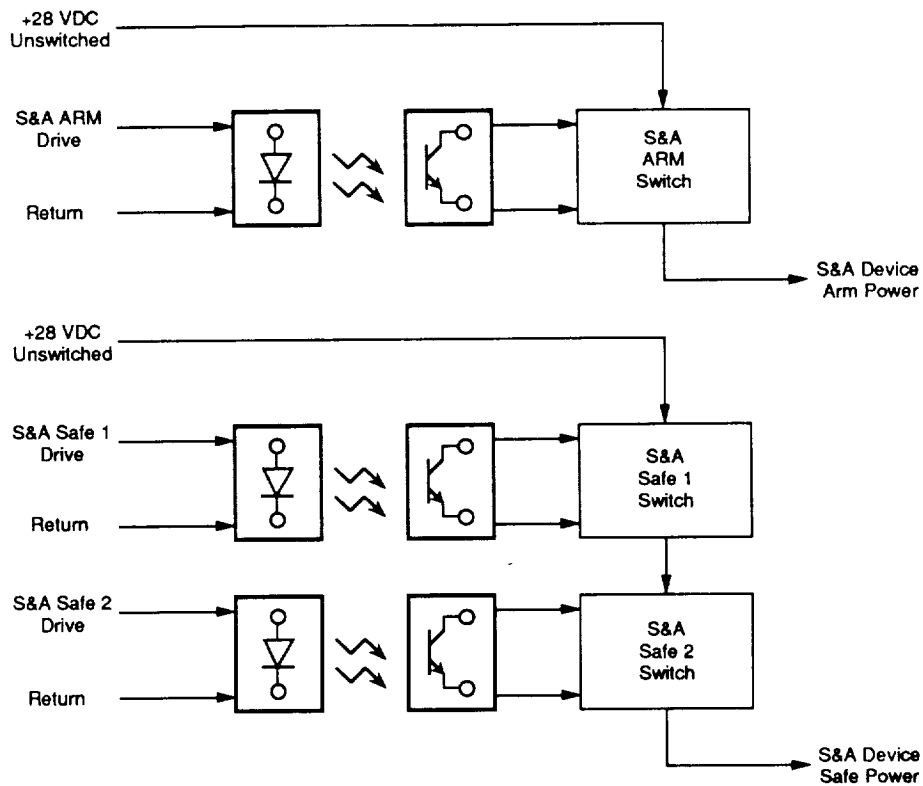 +28 VDC
Unswitched
S&A ARM
Drive
Return
S&A
ARM
Switch
S&A Device
Arm Power
+28 VDC
Unswitched
S&A Safe 1
Drive
Return
S&A
Safe 1
Switch
S&A Safe 2
Drive
Return
S&A
Safe 2
Switch
S&A Device
Safe Power